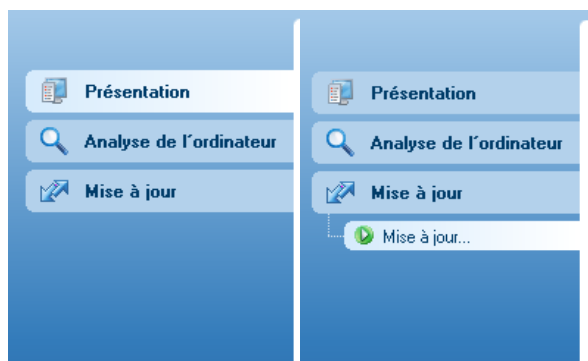 Présentation
Analyse de l´ordinateur
Mise à jour
Présentation
Analyse de l´ordinateur
Mise à jour
Mise à jour...